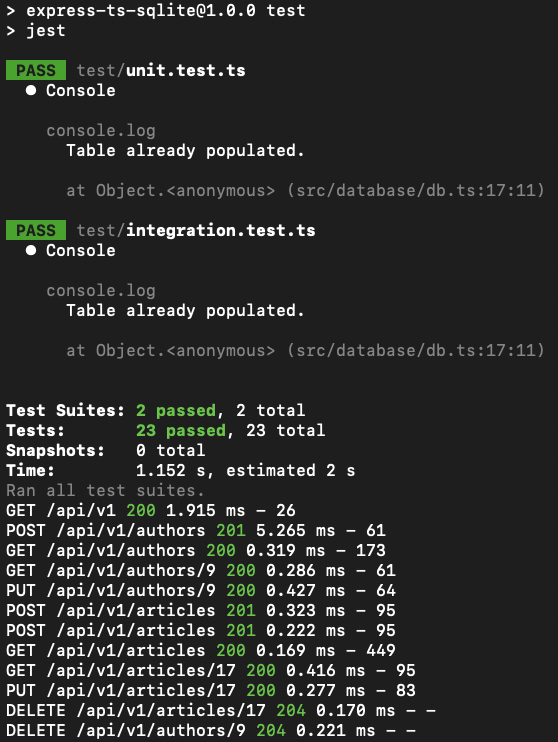 > express-ts-sqlite@1.0.0 test
> jest
PASS test/unit.test.ts
● Console
console.log
Table already populated.
at Object.<anonymous> (src/database/db.ts:17:11)
PASS test/integration.test.ts
● Console
console.log
Table already populated.
at Object.<anonymous> (src/database/db.ts:17:11)
Test Suites: 2 passed, 2 total
Tests: 23 passed, 23 total
Snapshots: 0 total
Time: 1.152 s, estimated 2 s
Ran all test suites.
GET /api/v1 200 1.915 ms - 26
POST /api/v1/authors 201 5.265 ms - 61
GET /api/v1/authors 200 0.319 ms - 173
GET /api/v1/authors/9 200 0.286 ms - 61
PUT /api/v1/authors/9 200 0.427 ms - 64
POST /api/v1/articles 201 0.323 ms - 95
POST /api/v1/articles 201 0.222 ms - 95
GET /api/v1/articles 200 0.169 ms - 449
GET /api/v1/articles/17 200 0.416 ms - 95
PUT /api/v1/articles/17 200 0.277 ms - 83
DELETE /api/v1/articles/17 204 0.170 ms - -
DELETE /api/v1/authors/9 204 0.221 ms - -